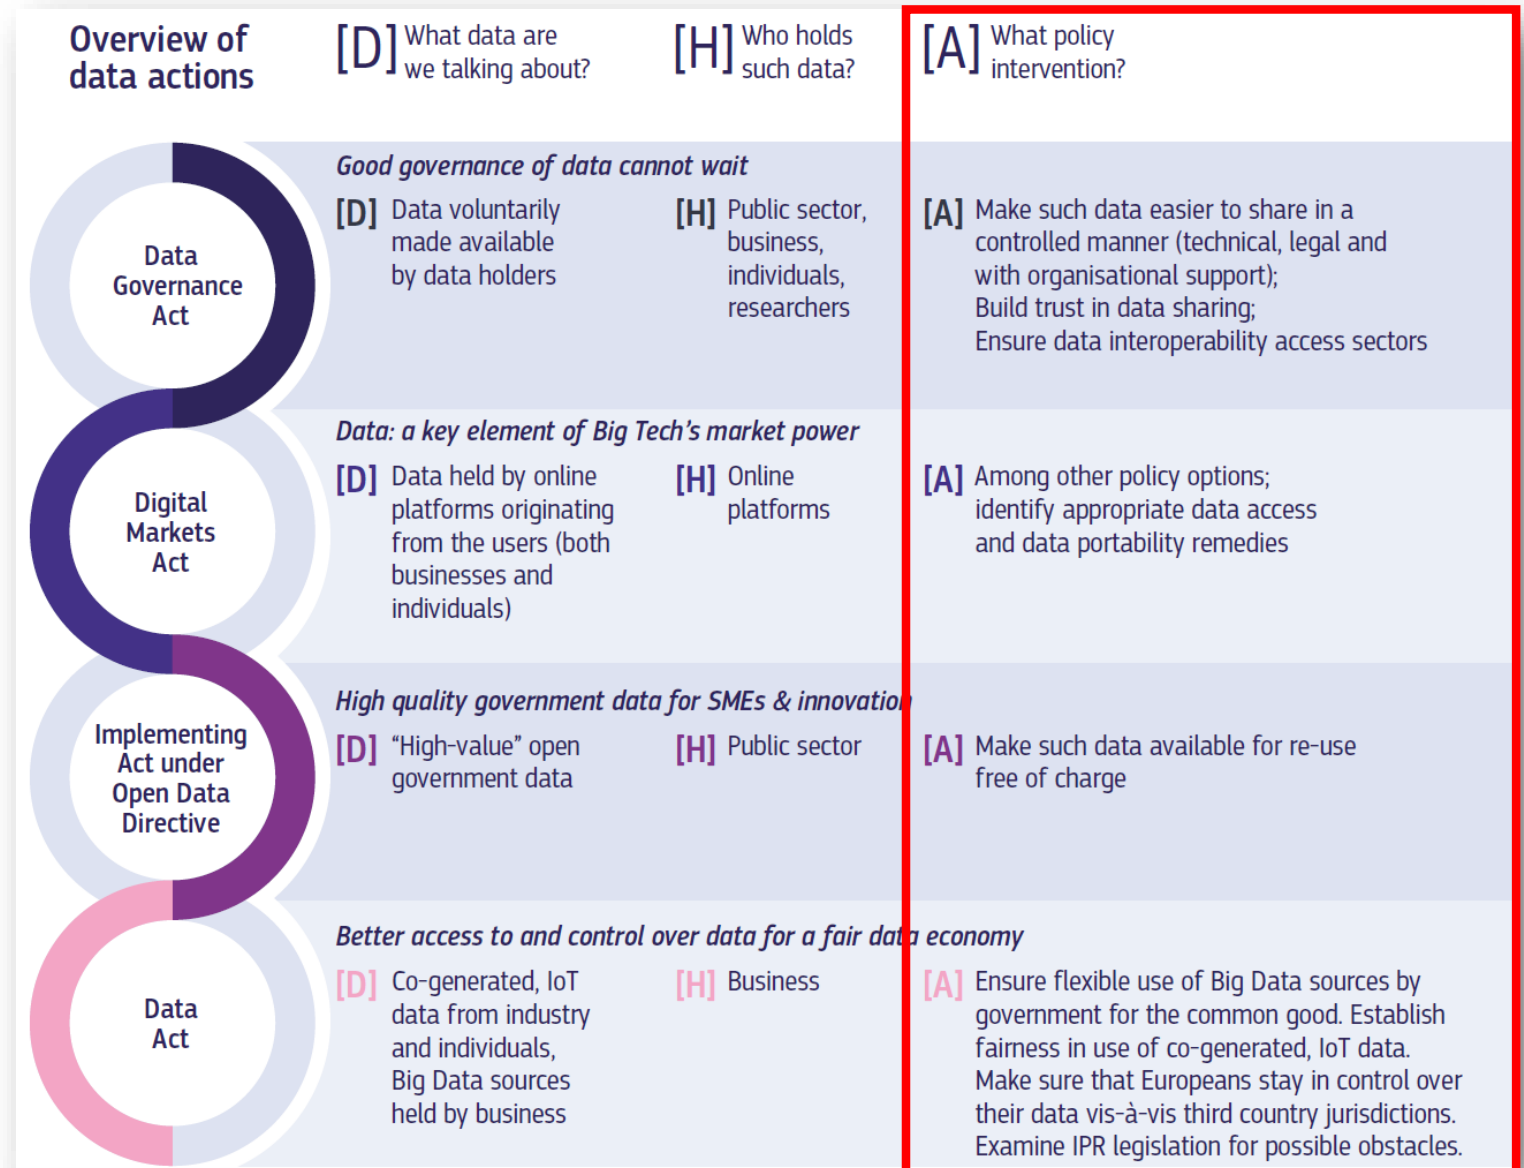 Overview of
data actions
[D] What data are
we talking about?
[H] Who holds
such data?
[A] What policy
intervention?
Data
Governance
Act
Good governance of data cannot wait
[D] Data voluntarily
made available
by data holders
[H] Public sector,
business,
individuals,
researchers
[A] Make such data easier to share in a
controlled manner (technical, legal and
with organisational support);
Build trust in data sharing;
Ensure data interoperability access sectors
Digital
Markets
Act
Data: a key element of Big Tech's market power
[D] Data held by online
platforms originating
from the users (both
businesses and
individuals)
[H] Online
platforms
[A] Among other policy options;
identify appropriate data access
and data portability remedies
Implementing
Act under
Open Data
Directive
High quality government data for SMEs & innovation
[D] “High-value” open
government data
[H] Public sector
[A] Make such data available for re-use
free of charge
Data
Act
Better access to and control over data for a fair data economy
[D] Co-generated, IoT
data from industry
and individuals,
Big Data sources
held by business
[H] Business
[A] Ensure flexible use of Big Data sources by
government for the common good. Establish
fairness in use of co-generated, IoT data.
Make sure that Europeans stay in control over
their data vis-à-vis third country jurisdictions.
Examine IPR legislation for possible obstacles.